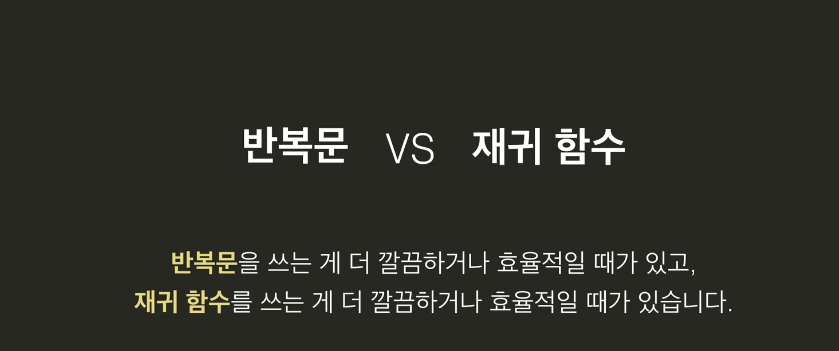 반복문 VS 재귀 함수
반복문을 쓰는 게 더 깔끔하거나 효율적일 때가 있고,
재귀 함수를 쓰는 게 더 깔끔하거나 효율적일 때가 있습니다.